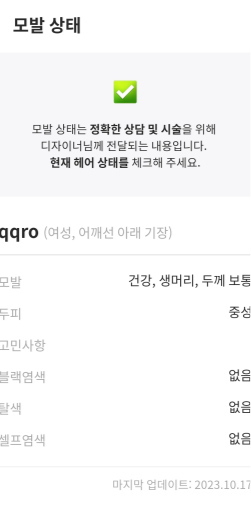 모발 상태
모발 상태는 정확한 상담 및 시술을 위해
디자이너님께 전달되는 내용입니다.
현재 헤어 상태를 체크해 주세요.
qqro (여성, 어깨선 아래 기장)
모발 건강, 생머리, 두께 보통
두피 중성
고민사항
블랙염색 없음
탈색 없음
셀프염색 없음
마지막 업데이트: 2023.10.17